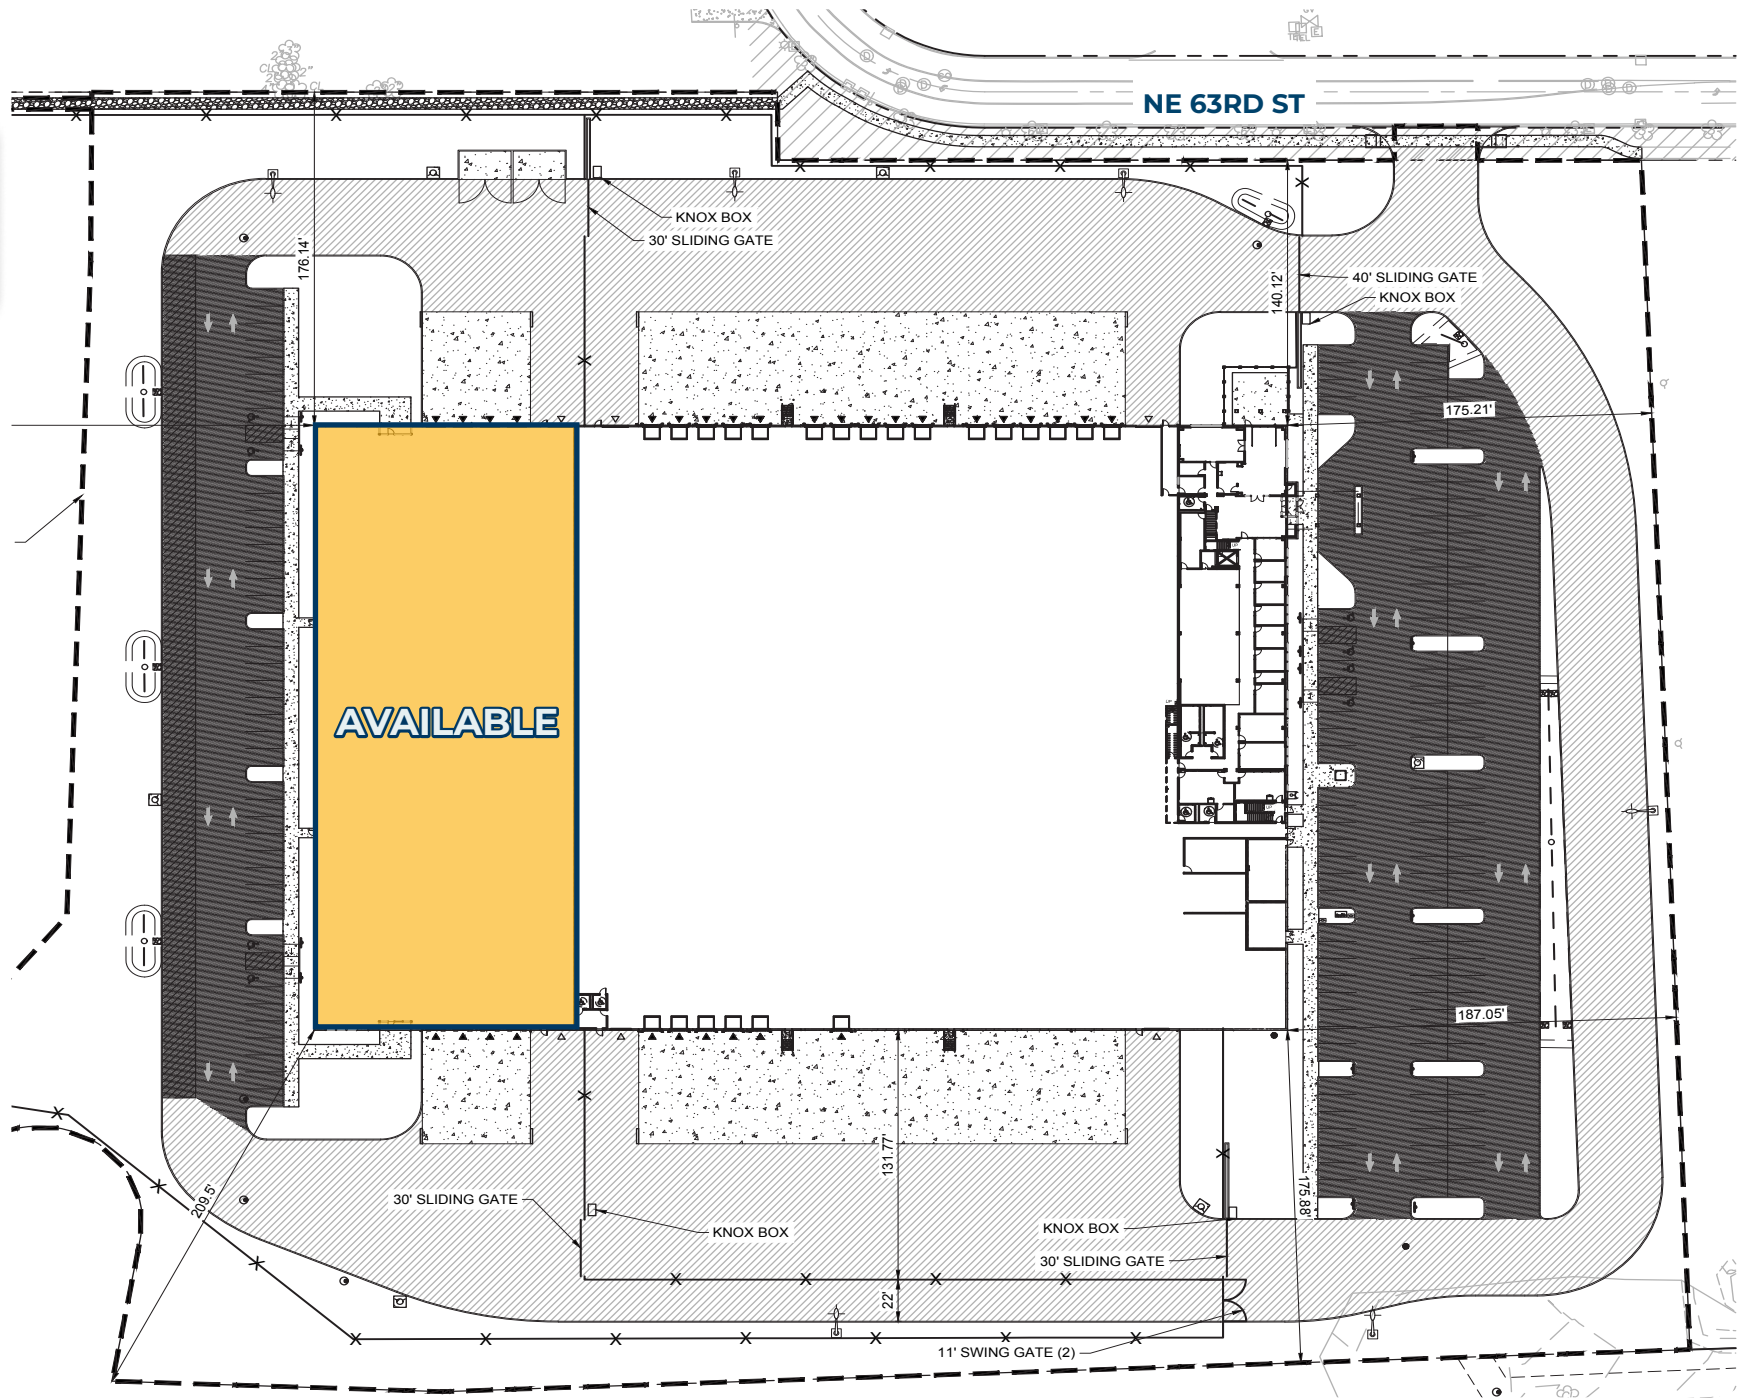 NE 63RD ST
KNOX BOX
30' SLIDING GATE
176.14'
140.12'
40' SLIDING GATE
KNOX BOX
175.21'
AVAILABLE
187.05'
131.77'
209.5'
30' SLIDING GATE
KNOX BOX
KNOX BOX
30' SLIDING GATE
175.88'
22'
11' SWING GATE (2)